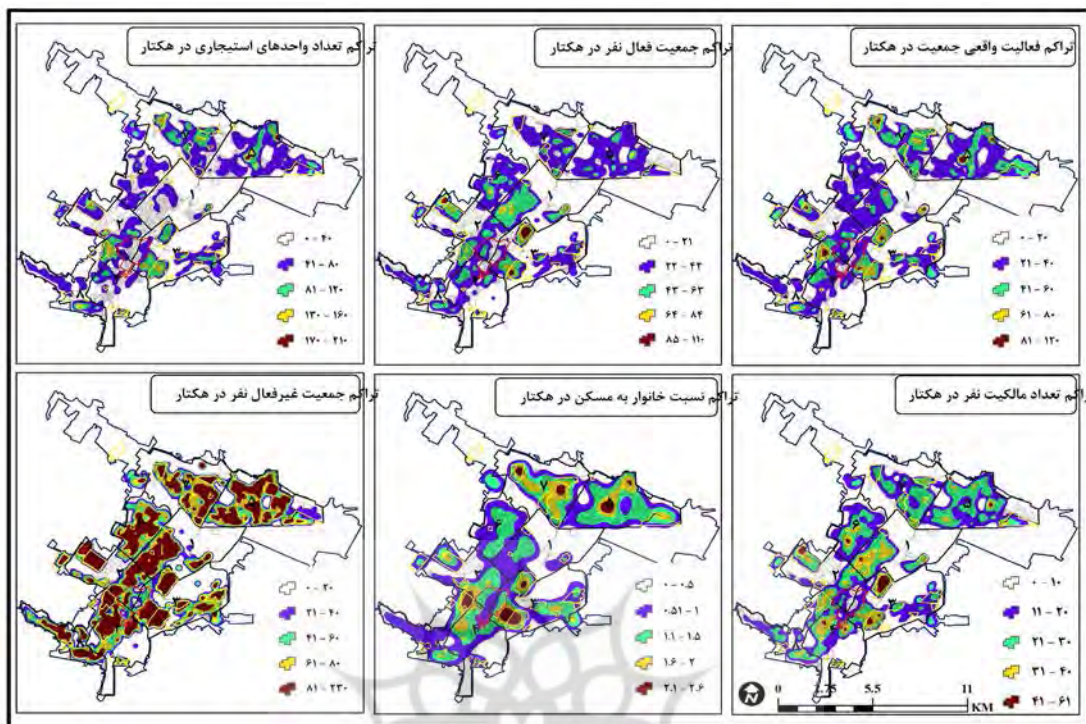 تراکم تعداد واحدهای استیجاری در هکتار
۰ - ۴۰
۴۱ - ۸۰
۸۱ - ۱۲۰
۱۳۰ - ۱۶۰
۱۷۰ - ۲۱۰
تراکم جمعیت فعال نفر در هکتار
۰ - ۲۱
۲۲ - ۴۲
۴۳ - ۶۳
۶۴ - ۸۴
۸۵ - ۱۱۰
تراکم فعالیت واقعی جمعیت در هکتار
۰ - ۲۰
۲۱ - ۴۰
۴۱ - ۶۰
۶۱ - ۸۰
۸۱ - ۱۲۰
تراکم جمعیت غیرفعال نفر در هکتار
۰ - ۲۰
۲۱ - ۴۰
۴۱ - ۶۰
۶۱ - ۸۰
۸۱ - ۲۳۰
تراکم نسبت خانوار به مسکن در هکتار
۰ - ۰.۵
۰.۵۱ - ۱
۱.۱ - ۱.۵
۱.۶ - ۲
۲.۱ - ۲.۶
تراکم تعداد مالکیت نفر در هکتار
۰ - ۱۰
۱۱ - ۲۰
۲۱ - ۳۰
۳۱ - ۴۰
۴۱ - ۶۱
N
0 2.75 5.5 11
KM